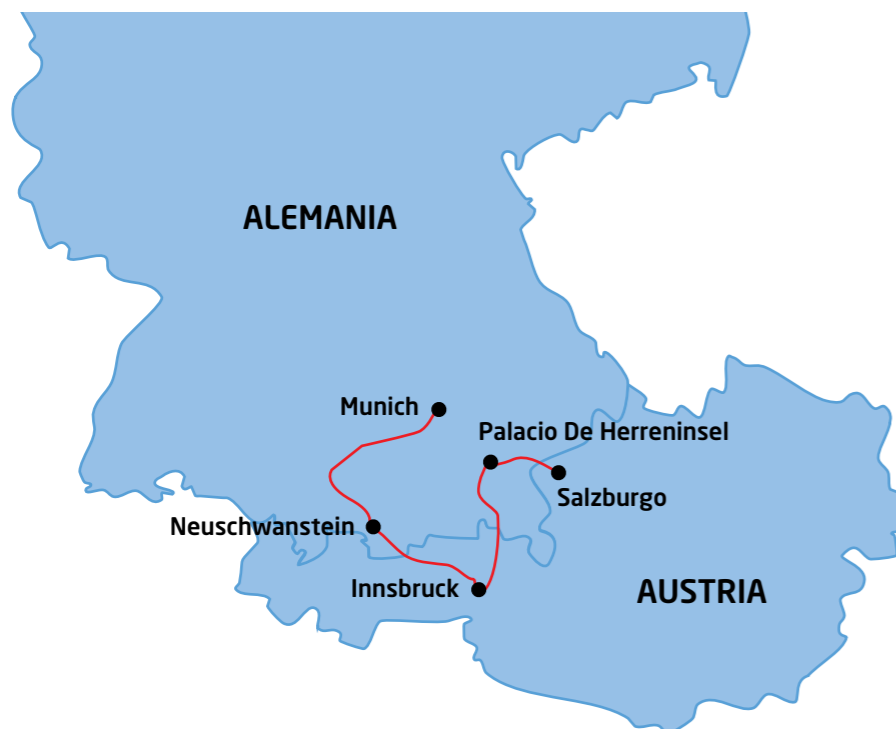 ALEMANIA
Munich
Palacio De Herreninsel
Salzburgo
Neuschwanstein
Innsbruck
AUSTRIA